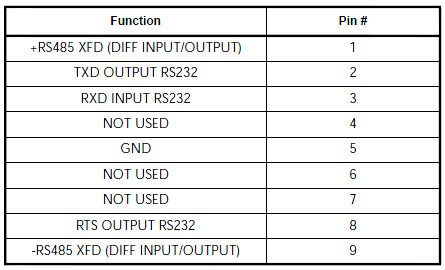 Function Pin #
+RS485 XFD (DIFF INPUT/OUTPUT) 1
TXD OUTPUT RS232 2
RXD INPUT RS232 3
NOT USED 4
GND 5
NOT USED 6
NOT USED 7
RTS OUTPUT RS232 8
-RS485 XFD (DIFF INPUT/OUTPUT) 9